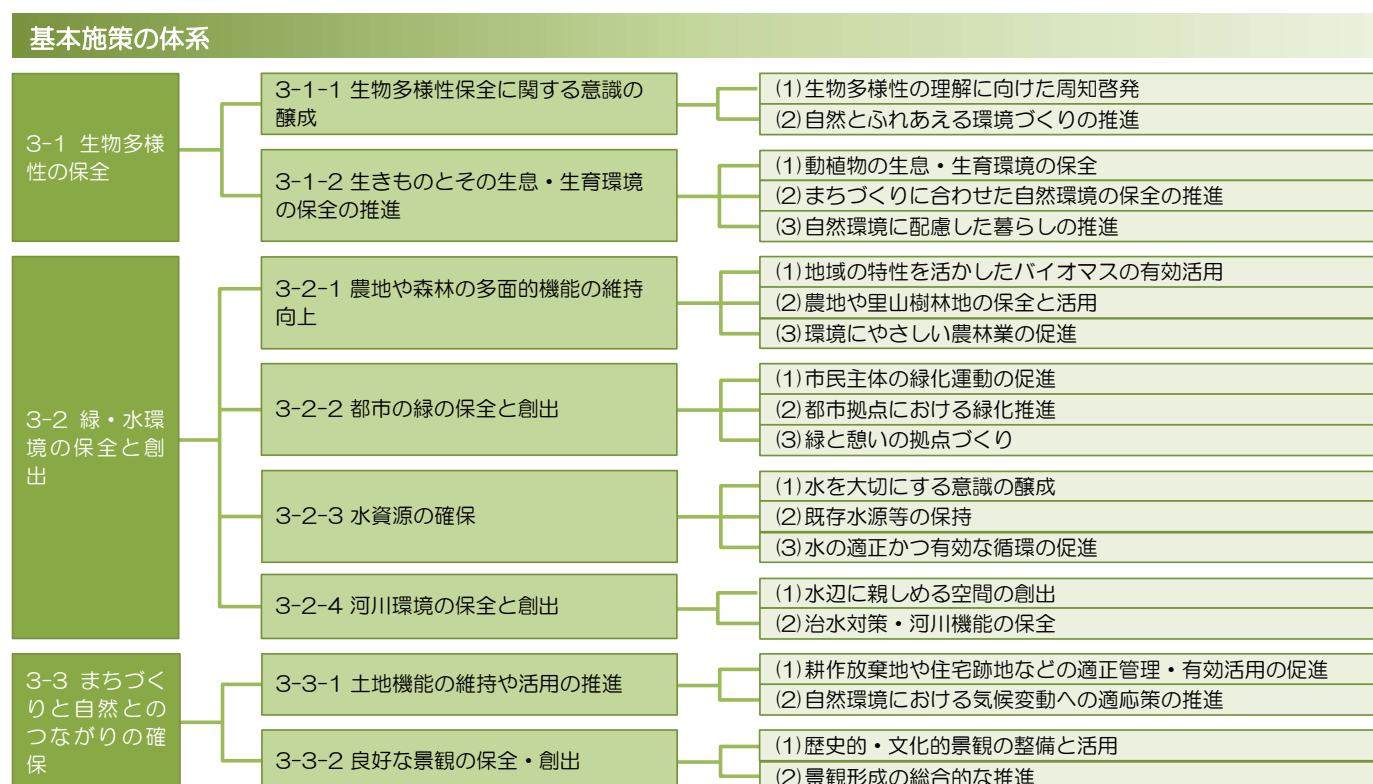 基本施策の体系
3-1 生物多様
性の保全
3-1-1 生物多様性保全に関する意識の
醸成
(1)生物多様性の理解に向けた周知啓発
(2)自然とふれあえる環境づくりの推進
3-1-2 生きものとその生息・生育環境
の保全の推進
(1)動植物の生息・生育環境の保全
(2)まちづくりに合わせた自然環境の保全の推進
(3)自然環境に配慮した暮らしの推進
3-2 緑・水環
境の保全と創
出
3-2-1 農地や森林の多面的機能の維持
向上
(1)地域の特性を活かしたバイオマスの有効活用
(2)農地や里山樹林地の保全と活用
(3)環境にやさしい農林業の促進
3-2-2 都市の緑の保全と創出
(1)市民主体の緑化運動の促進
(2)都市拠点における緑化推進
(3)緑と憩いの拠点づくり
3-2-3 水資源の確保
(1)水を大切にする意識の醸成
(2)既存水源等の保持
(3)水の適正かつ有効な循環の促進
3-2-4 河川環境の保全と創出
(1)水辺に親しめる空間の創出
(2)治水対策・河川機能の保全
3-3 まちづく
りと自然との
つながりの確
保
3-3-1 土地機能の維持や活用の推進
(1)耕作放棄地や住宅跡地などの適正管理・有効活用の促進
(2)自然環境における気候変動への適応策の推進
3-3-2 良好な景観の保全・創出
(1)歴史的・文化的景観の整備と活用
(2)景観形成の総合的な推進